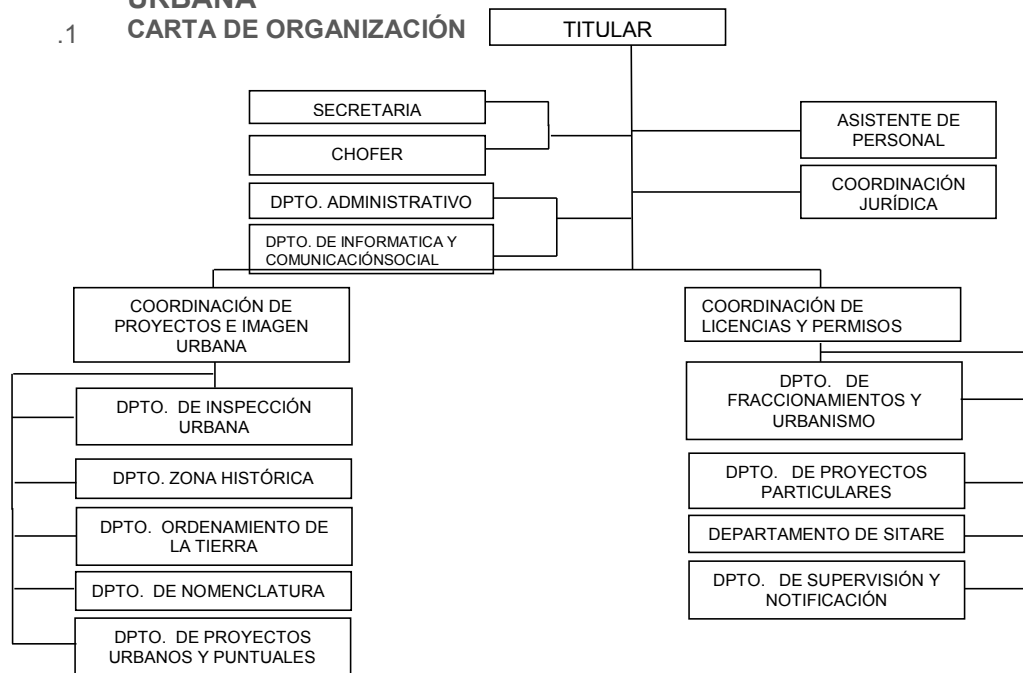 URBANA
.1 CARTA DE ORGANIZACIÓN
TITULAR
SECRETARIA
CHOFER
ASISTENTE DE
PERSONAL
DPTO. ADMINISTRATIVO
COORDINACIÓN
JURÍDICA
DPTO. DE INFORMATICA Y
COMUNICACIÓNSOCIAL
COORDINACIÓN DE
PROYECTOS E IMAGEN
URBANA
DPTO. DE INSPECCIÓN
URBANA
DPTO. ZONA HISTÓRICA
DPTO. ORDENAMIENTO DE
LA TIERRA
DPTO. DE NOMENCLATURA
DPTO. DE PROYECTOS
URBANOS Y PUNTUALES
COORDINACIÓN DE
LICENCIAS Y PERMISOS
DPTO. DE
FRACCIONAMIENTOS Y
URBANISMO
DPTO. DE PROYECTOS
PARTICULARES
DEPARTAMENTO DE SITARE
DPTO. DE SUPERVISIÓN Y
NOTIFICACIÓN